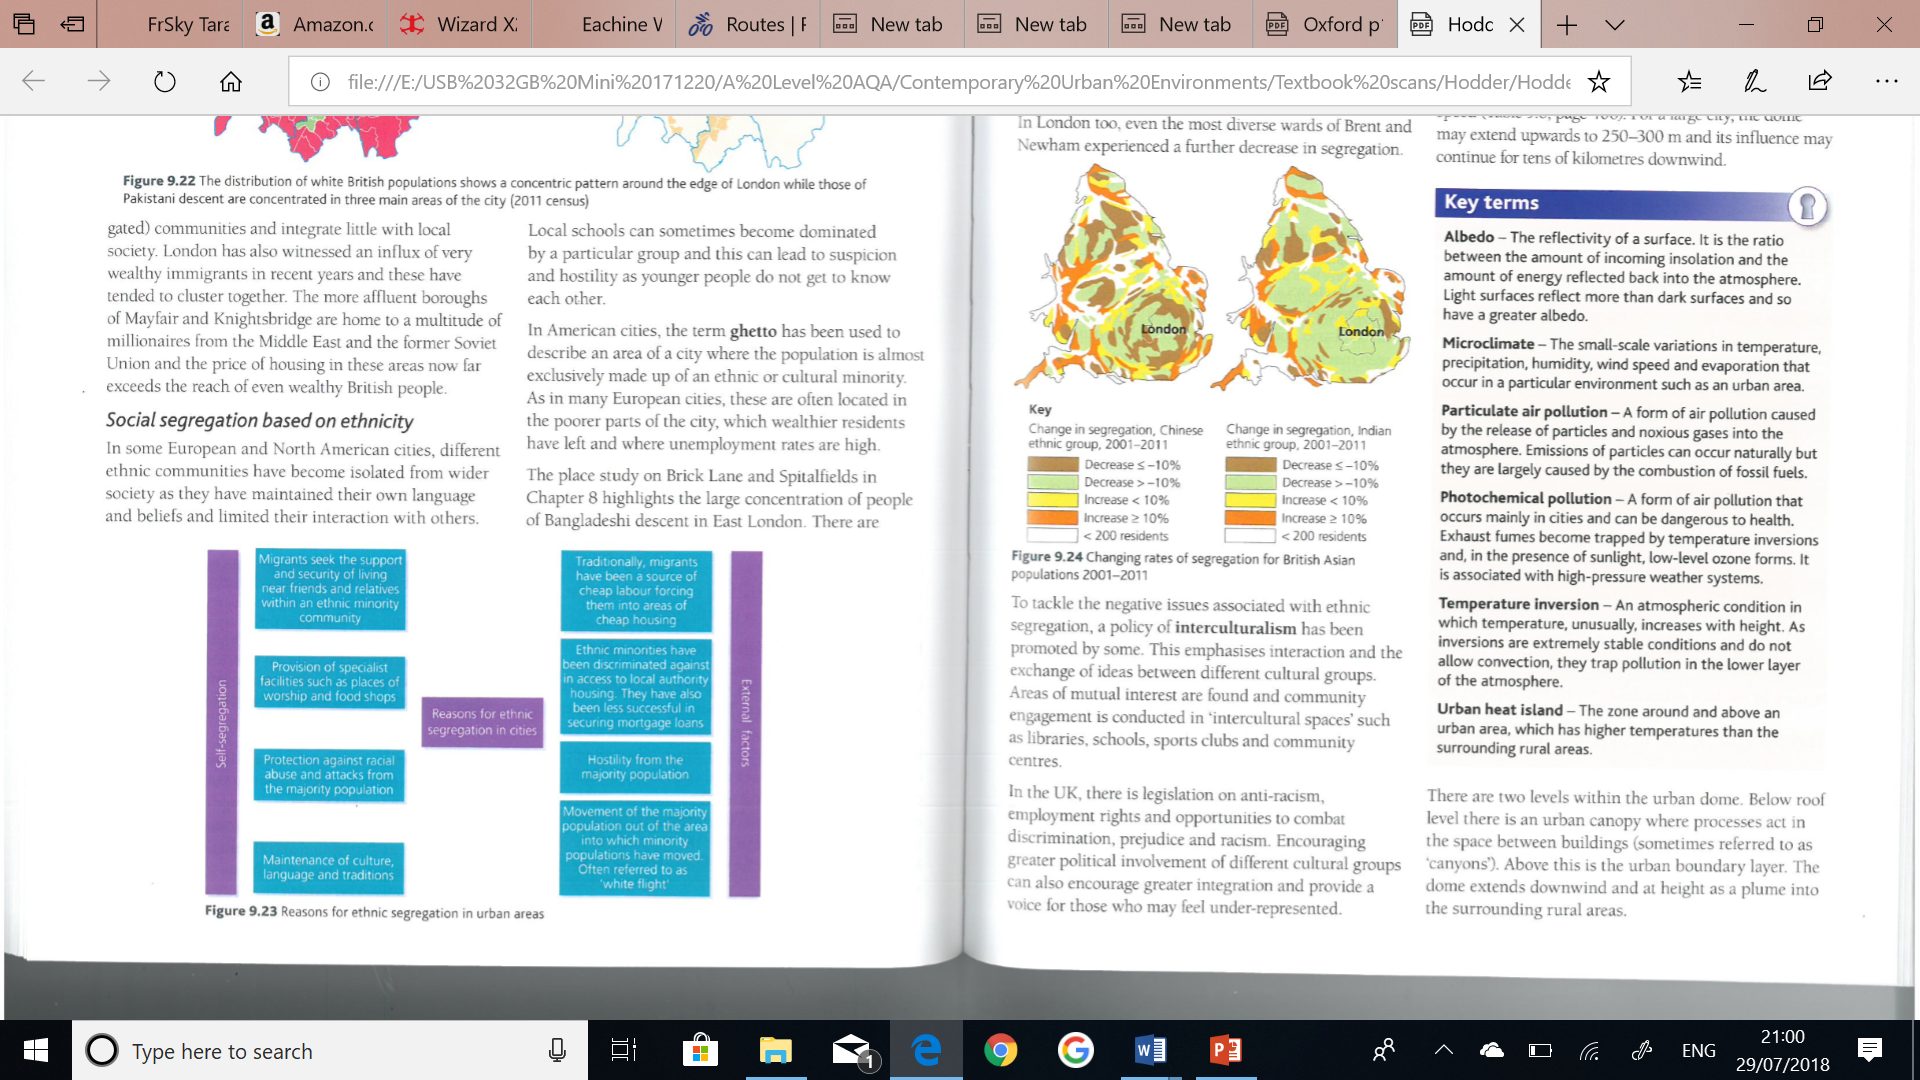 FrSky Tara
Amazon.c
Wizard X
Eachine W
Routes | F
New tab
New tab
New tab
Oxford p
Hodc
file:///E:/USB%2032GB%20Mini%20171220/A%20Level%20AQA/Contemporary%20Urban%20Environments/Textbook%20scans/Hodder/Hodde
Figure 9.22 The distribution of white British populations shows a concentric pattern around the edge of London while those of
Pakistani descent are concentrated in three main areas of the city (2011 census)
gated) communities and integrate little with local
society. London has also witnessed an influx of very
wealthy immigrants in recent years and these have
tended to cluster together. The more affluent boroughs
of Mayfair and Knightsbridge are home to a multitude of
millionaires from the Middle East and the former Soviet
Union and the price of housing in these areas now far
exceeds the reach of even wealthy British people.
Social segregation based on ethnicity
In some European and North American cities, different
ethnic communities have become isolated from wider
society as they have maintained their own language
and beliefs and limited their interaction with others.
Local schools can sometimes become dominated
by a particular group and this can lead to suspicion
and hostility as younger people do not get to know
each other.
In American cities, the term ghetto has been used to
describe an area of a city where the population is almost
exclusively made up of an ethnic or cultural minority.
As in many European cities, these are often located in
the poorer parts of the city, which wealthier residents
have left and where unemployment rates are high.
The place study on Brick Lane and Spitalfields in
Chapter 8 highlights the large concentration of people
of Bangladeshi descent in East London. There are
Self-segregation
Migrants seek the support
and security of living
near friends and relatives
within an ethnic minority
community
Provision of specialist
facilities such as places of
worship and food shops
Protection against racial
abuse and attacks from
the majority population
Maintenance of culture,
language and traditions
Reasons for ethnic
segregation in cities
Traditionally, migrants
have been a source of
cheap labour forcing
them into areas of
cheap housing
Ethnic minorities have
been discriminated against
in access to local authority
housing. They have also
been less successful in
securing mortgage loans
Hostility from the
majority population
Movement of the majority
population out of the area
into which minority
populations have moved.
Often referred to as
'white flight'
External factors
Figure 9.23 Reasons for ethnic segregation in urban areas
In London too, even the most diverse wards of Brent and
Newham experienced a further decrease in segregation.
London
London
Key
Change in segregation, Chinese
ethnic group, 2001–2011
Decrease ≤ –10%
Decrease > –10%
Increase < 10%
Increase ≥ 10%
< 200 residents
Change in segregation, Indian
ethnic group, 2001–2011
Decrease ≤ –10%
Decrease > –10%
Increase < 10%
Increase ≥ 10%
< 200 residents
Figure 9.24 Changing rates of segregation for British Asian
populations 2001–2011
To tackle the negative issues associated with ethnic
segregation, a policy of interculturalism has been
promoted by some. This emphasises interaction and the
exchange of ideas between different cultural groups.
Areas of mutual interest are found and community
engagement is conducted in 'intercultural spaces' such
as libraries, schools, sports clubs and community
centres.
In the UK, there is legislation on anti-racism,
employment rights and opportunities to combat
discrimination, prejudice and racism. Encouraging
greater political involvement of different cultural groups
can also encourage greater integration and provide a
voice for those who may feel under-represented.
may extend upwards to 250–300 m and its influence may
continue for tens of kilometres downwind.
Key terms
Albedo – The reflectivity of a surface. It is the ratio
between the amount of incoming insolation and the
amount of energy reflected back into the atmosphere.
Light surfaces reflect more than dark surfaces and so
have a greater albedo.
Microclimate – The small-scale variations in temperature,
precipitation, humidity, wind speed and evaporation that
occur in a particular environment such as an urban area.
Particulate air pollution – A form of air pollution caused
by the release of particles and noxious gases into the
atmosphere. Emissions of particles can occur naturally but
they are largely caused by the combustion of fossil fuels.
Photochemical pollution – A form of air pollution that
occurs mainly in cities and can be dangerous to health.
Exhaust fumes become trapped by temperature inversions
and, in the presence of sunlight, low-level ozone forms. It
is associated with high-pressure weather systems.
Temperature inversion – An atmospheric condition in
which temperature, unusually, increases with height. As
inversions are extremely stable conditions and do not
allow convection, they trap pollution in the lower layer
of the atmosphere.
Urban heat island – The zone around and above an
urban area, which has higher temperatures than the
surrounding rural areas.
There are two levels within the urban dome. Below roof
level there is an urban canopy where processes act in
the space between buildings (sometimes referred to as
'canyons'). Above this is the urban boundary layer. The
dome extends downwind and at height as a plume into
the surrounding rural areas.
Type here to search
1
ENG
21:00
29/07/2018